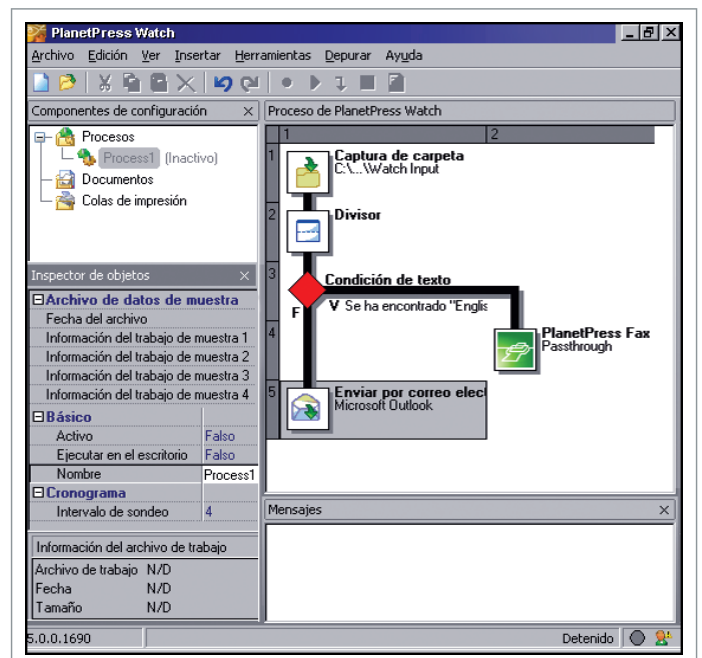 PlanetPress Watch
Archivo Edición Ver Insertar Herramientas Depurar Ayuda
Componentes de configuración
Procesos
Process1 (Inactivo)
Documentos
Colas de impresión
Inspector de objetos
Archivo de datos de muestra
Fecha del archivo
Información del trabajo de muestra 1
Información del trabajo de muestra 2
Información del trabajo de muestra 3
Información del trabajo de muestra 4
Básico
Activo Falso
Ejecutar en el escritorio Falso
Nombre Process1
Cronograma
Intervalo de sondeo 4
Información del archivo de trabajo
Archivo de trabajo N/D
Fecha N/D
Tamaño N/D
Proceso de PlanetPress Watch
1 2
1 Captura de carpeta
C:\...\Watch Input
2 Divisor
3 Condición de texto
F V Se ha encontrado "Englis
4 PlanetPress Fax
Passthrough
5 Enviar por correo elect
Microsoft Outlook
Mensajes
5.0.0.1690 Detenido